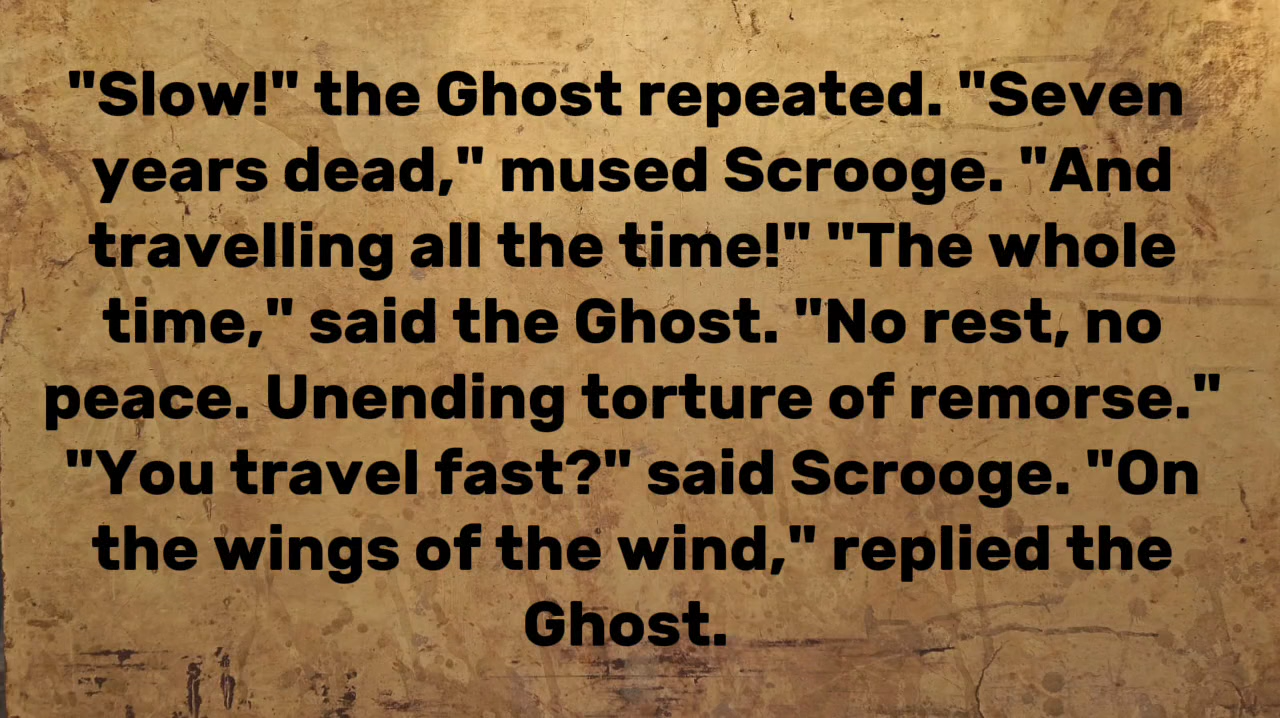 "Slow!" the Ghost repeated. "Seven
years dead," mused Scrooge. "And
travelling all the time!" "The whole
time," said the Ghost. "No rest, no
peace. Unending torture of remorse."
"You travel fast?" said Scrooge. "On
the wings of the wind," replied the
Ghost.